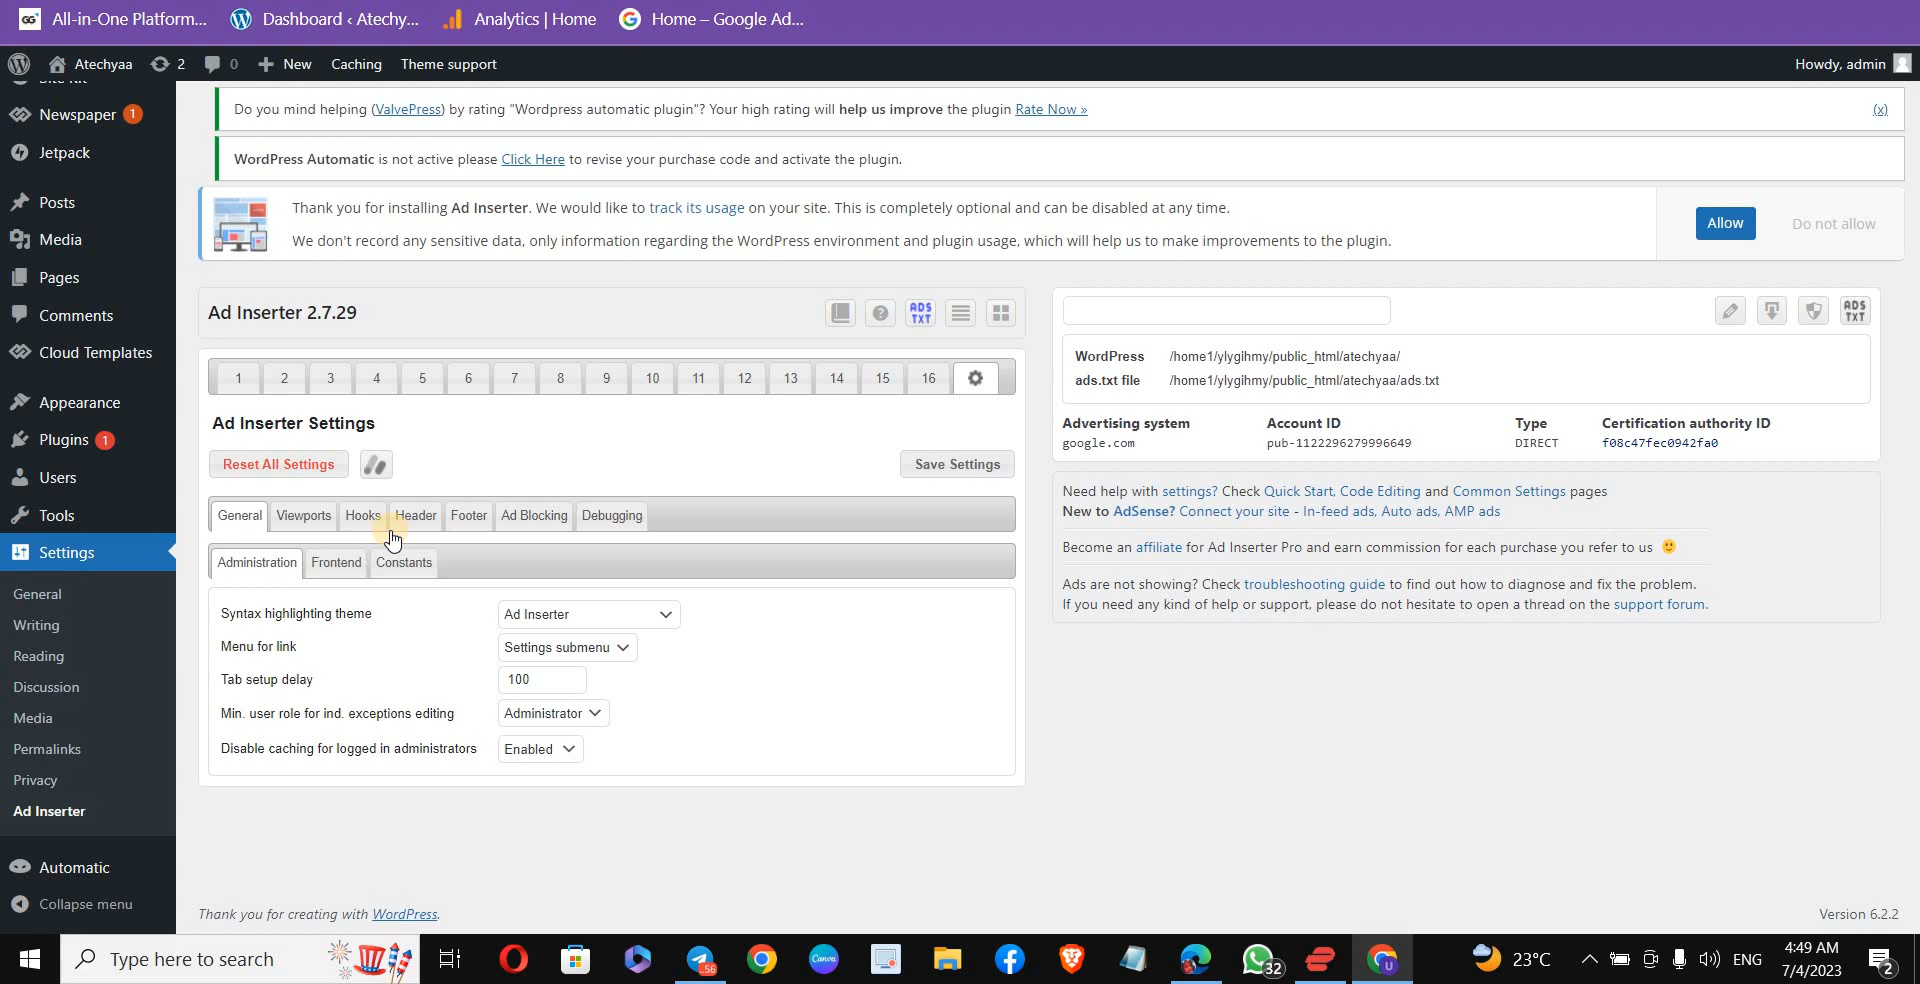 All-in-One Platform... Dashboard ‹ Atechy... Analytics | Home Home – Google Ad...
Atechyaa 2 0 New Caching Theme support Howdy, admin
Newspaper 1
Jetpack
Posts
Media
Pages
Comments
Cloud Templates
Appearance
Plugins 1
Users
Tools
Settings
General
Writing
Reading
Discussion
Media
Permalinks
Privacy
Ad Inserter
Automatic
Collapse menu
Do you mind helping (ValvePress) by rating "Wordpress automatic plugin"? Your high rating will help us improve the plugin Rate Now » (x)
WordPress Automatic is not active please Click Here to revise your purchase code and activate the plugin.
Thank you for installing Ad Inserter. We would like to track its usage on your site. This is completely optional and can be disabled at any time.
We don't record any sensitive data, only information regarding the WordPress environment and plugin usage, which will help us to make improvements to the plugin.
Allow Do not allow
Ad Inserter 2.7.29 ADS TXT
1 2 3 4 5 6 7 8 9 10 11 12 13 14 15 16
Ad Inserter Settings
Reset All Settings Save Settings
General Viewports Hooks Header Footer Ad Blocking Debugging
Administration Frontend Constants
Syntax highlighting theme Ad Inserter
Menu for link Settings submenu
Tab setup delay 100
Min. user role for ind. exceptions editing Administrator
Disable caching for logged in administrators Enabled
ADS TXT
WordPress /home1/ylygihmy/public_html/atechyaa/
ads.txt file /home1/ylygihmy/public_html/atechyaa/ads.txt
Advertising system Account ID Type Certification authority ID
google.com pub-1122296279996649 DIRECT f08c47fec0942fa0
Need help with settings? Check Quick Start, Code Editing and Common Settings pages
New to AdSense? Connect your site - In-feed ads, Auto ads, AMP ads
Become an affiliate for Ad Inserter Pro and earn commission for each purchase you refer to us
Ads are not showing? Check troubleshooting guide to find out how to diagnose and fix the problem.
If you need any kind of help or support, please do not hesitate to open a thread on the support forum.
Thank you for creating with WordPress. Version 6.2.2
Type here to search .56 Canva 32 U 23°C ENG 4:49 AM
7/4/2023 2